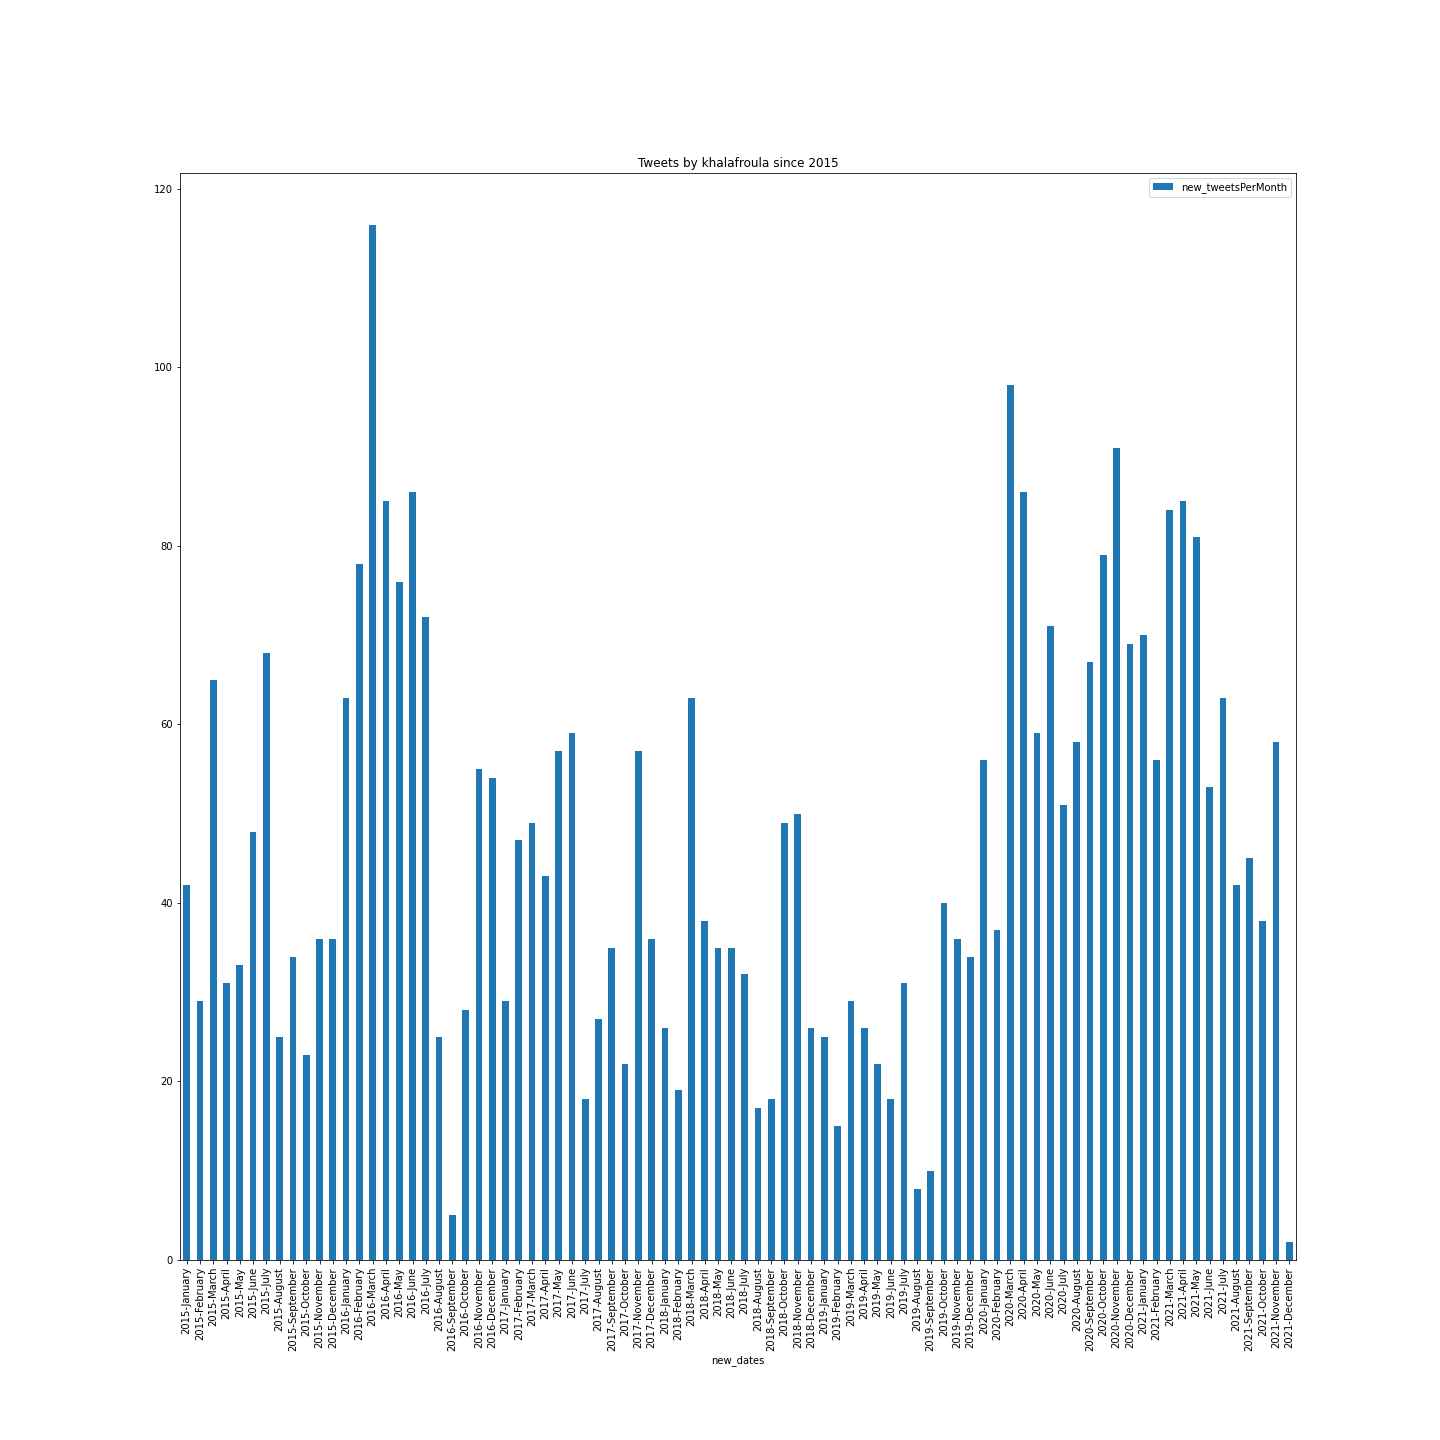 Tweets by khalafroula since 2015
new_tweetsPerMonth
120
100
80
60
40
20
0
2015-January
2015-February
2015-March
2015-April
2015-May
2015-June
2015-July
2015-August
2015-September
2015-October
2015-November
2015-December
2016-January
2016-February
2016-March
2016-April
2016-May
2016-June
2016-July
2016-August
2016-September
2016-October
2016-November
2016-December
2017-January
2017-February
2017-March
2017-April
2017-May
2017-June
2017-July
2017-August
2017-September
2017-October
2017-November
2017-December
2018-January
2018-February
2018-March
2018-April
2018-May
2018-June
2018-July
2018-August
2018-September
2018-October
2018-November
2018-December
2019-January
2019-February
2019-March
2019-April
2019-May
2019-June
2019-July
2019-August
2019-September
2019-October
2019-November
2019-December
2020-January
2020-February
2020-March
2020-April
2020-May
2020-June
2020-July
2020-August
2020-September
2020-October
2020-November
2020-December
2021-January
2021-February
2021-March
2021-April
2021-May
2021-June
2021-July
2021-August
2021-September
2021-October
2021-November
2021-December
new_dates